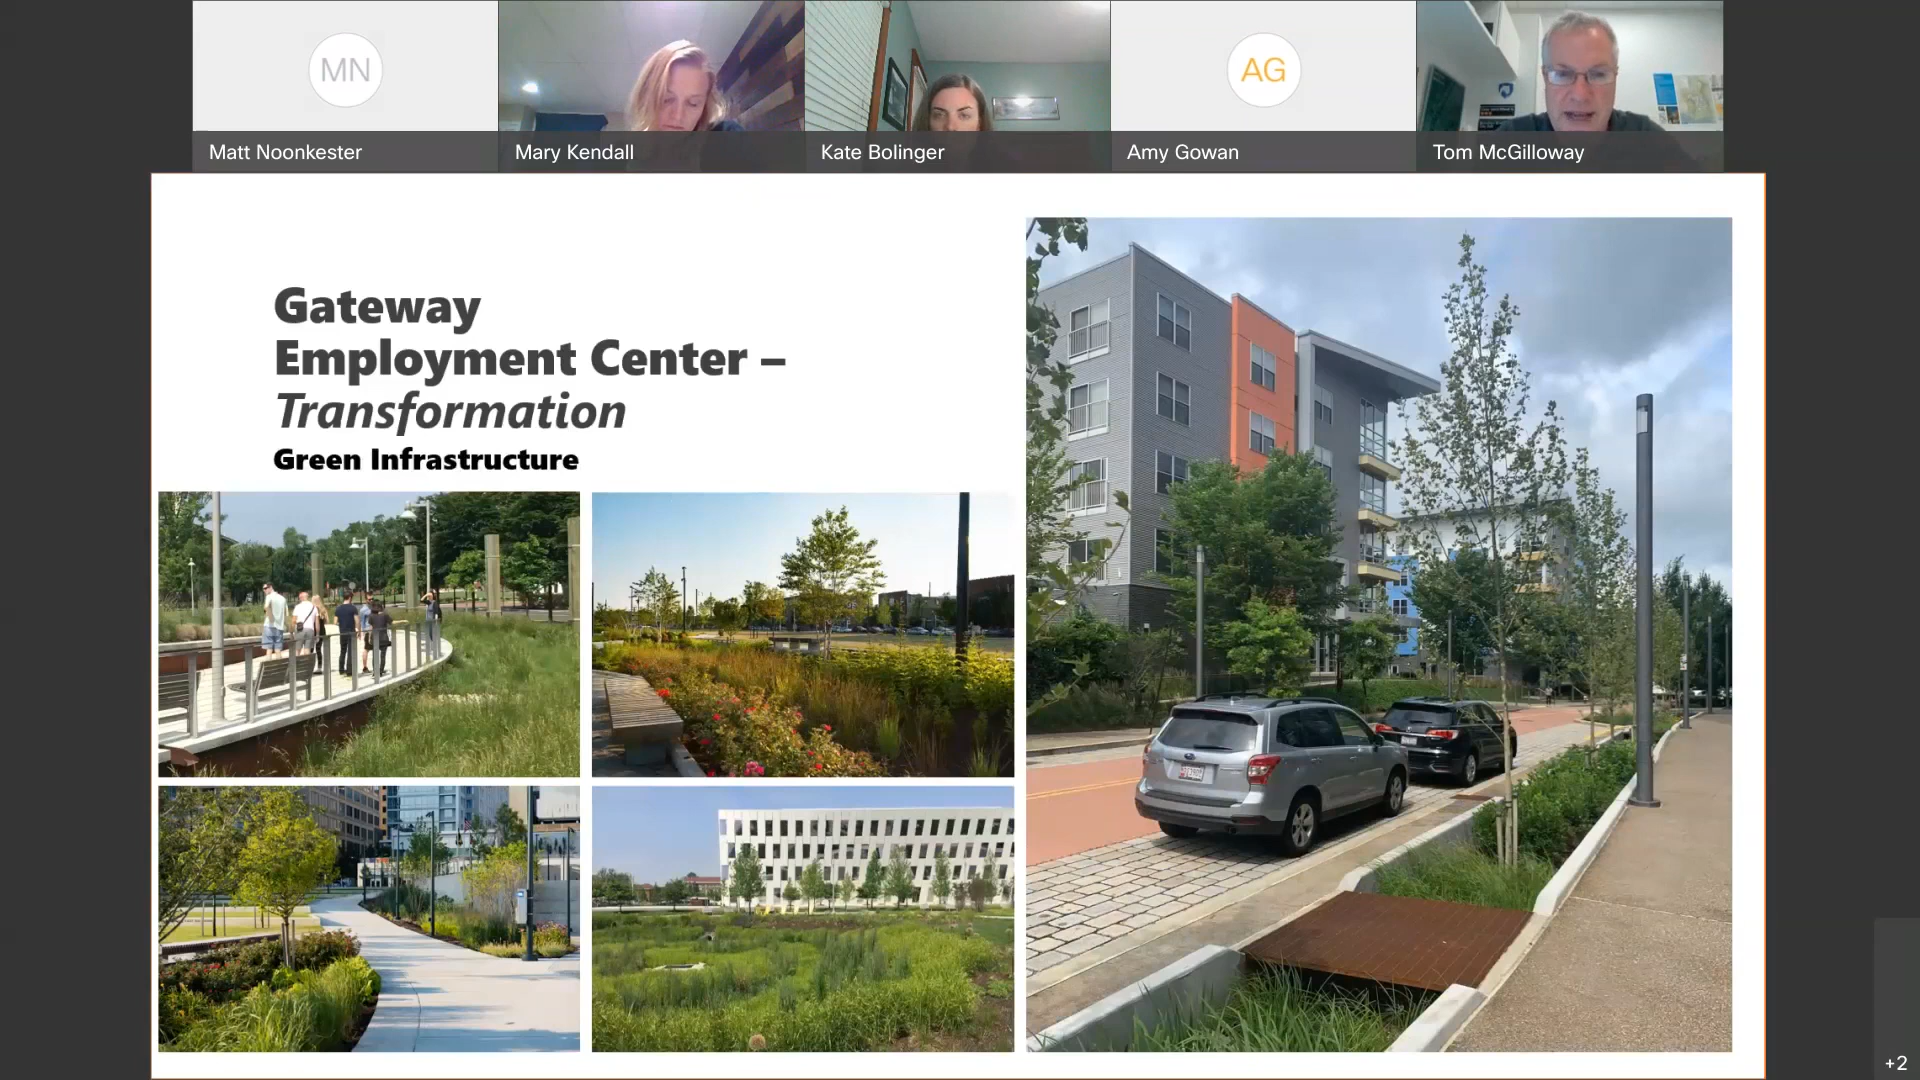 MN
AG
Matt Noonkester
Mary Kendall
Kate Bolinger
Amy Gowan
Tom McGilloway
Gateway
Employment Center –
Transformation
Green Infrastructure
+2